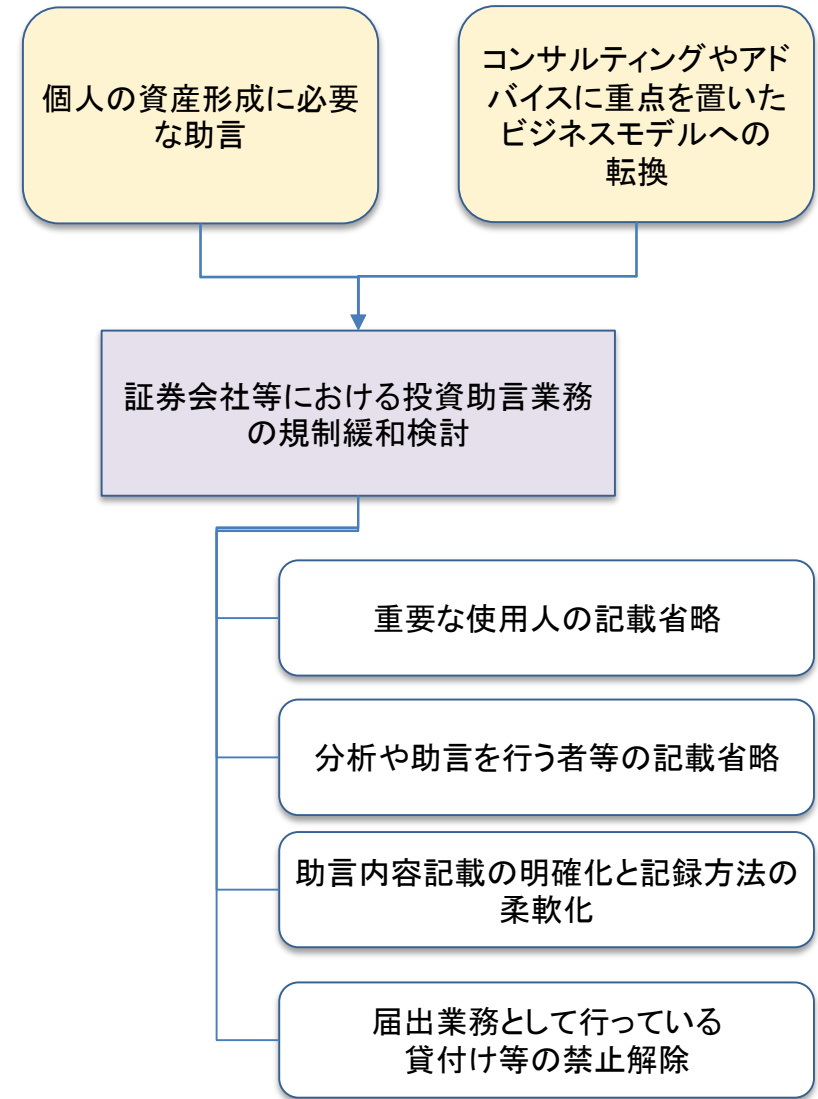 個人の資産形成に必要
な助言
コンサルティングやアド
バイスに重点を置いた
ビジネスモデルへの
転換
証券会社等における投資助言業務
の規制緩和検討
重要な使用人の記載省略
分析や助言を行う者等の記載省略
助言内容記載の明確化と記録方法の
柔軟化
届出業務として行っている
貸付け等の禁止解除